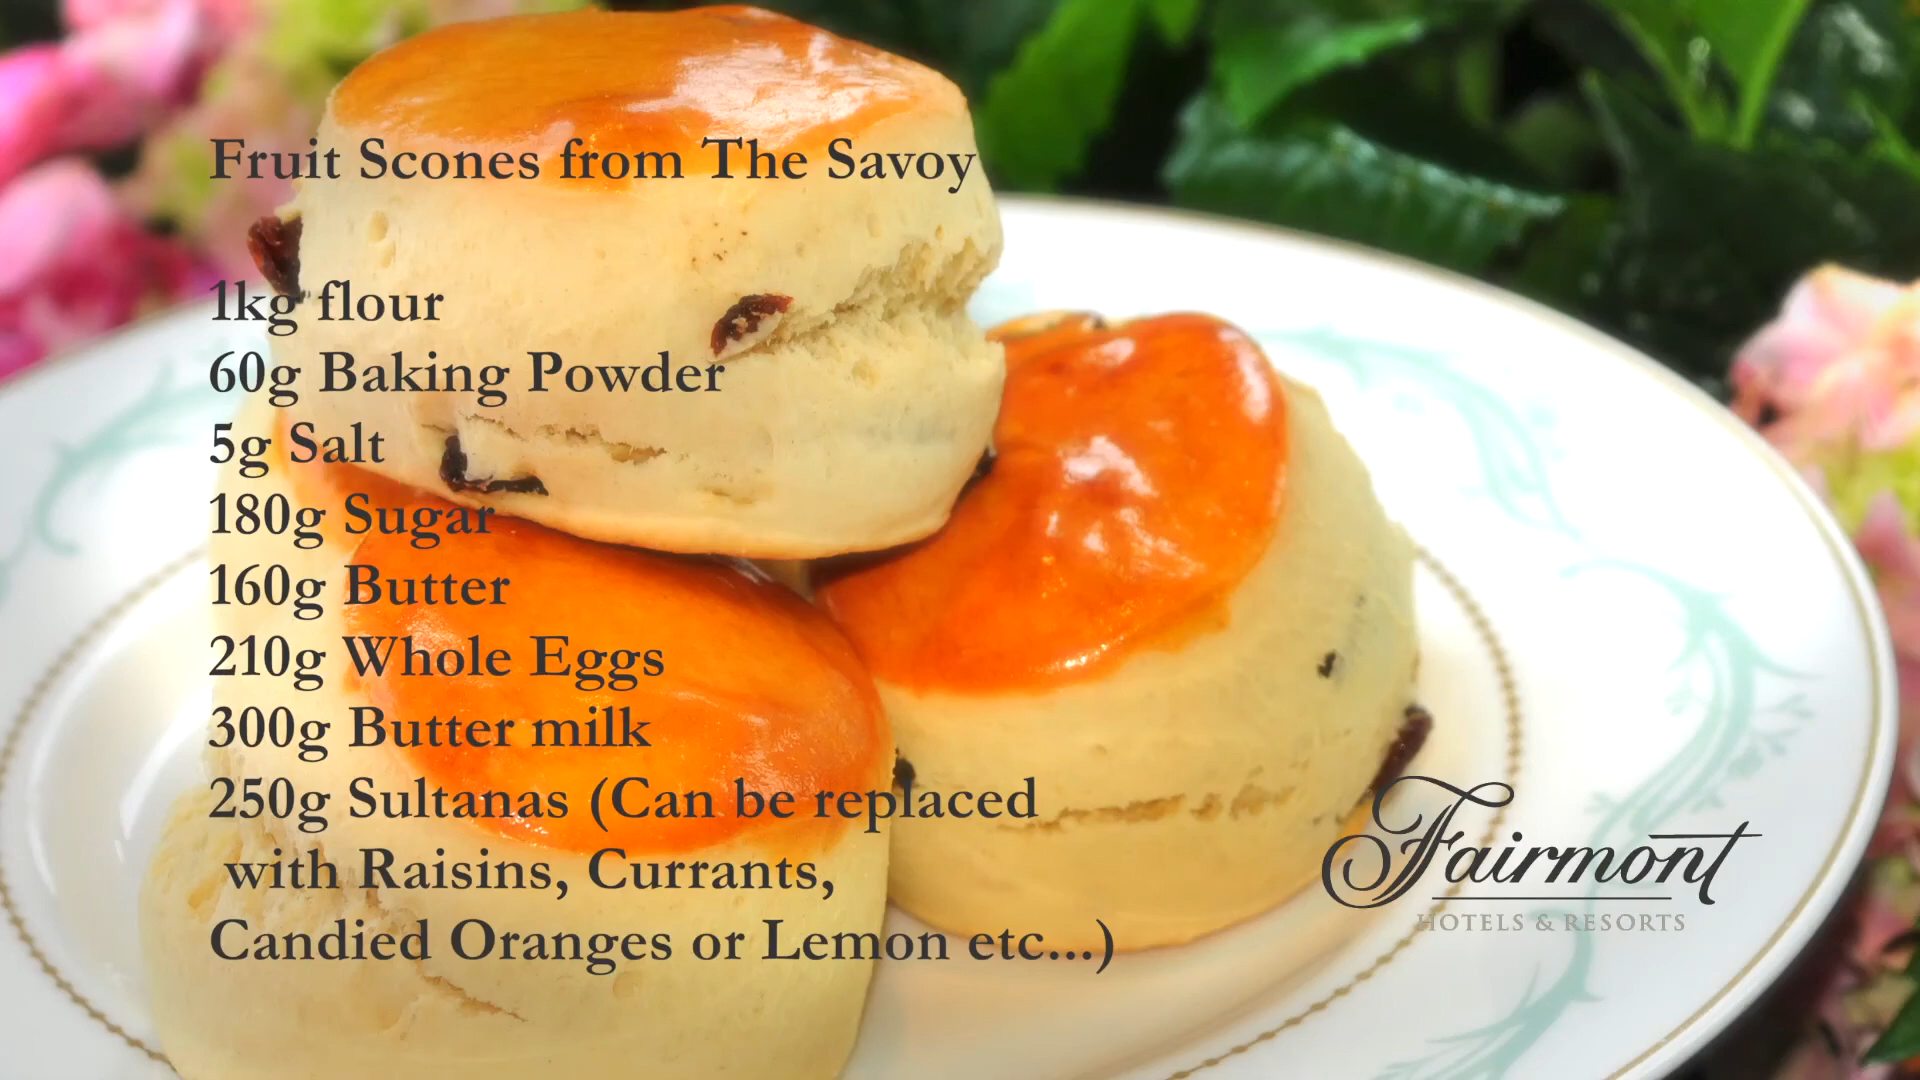 Fruit Scones from The Savoy
1kg flour
60g Baking Powder
5g Salt
180g Sugar
160g Butter
210g Whole Eggs
300g Butter milk
250g Sultanas (Can be replaced
with Raisins, Currants,
Candied Oranges or Lemon etc...)
Fairmont
HOTELS & RESORTS